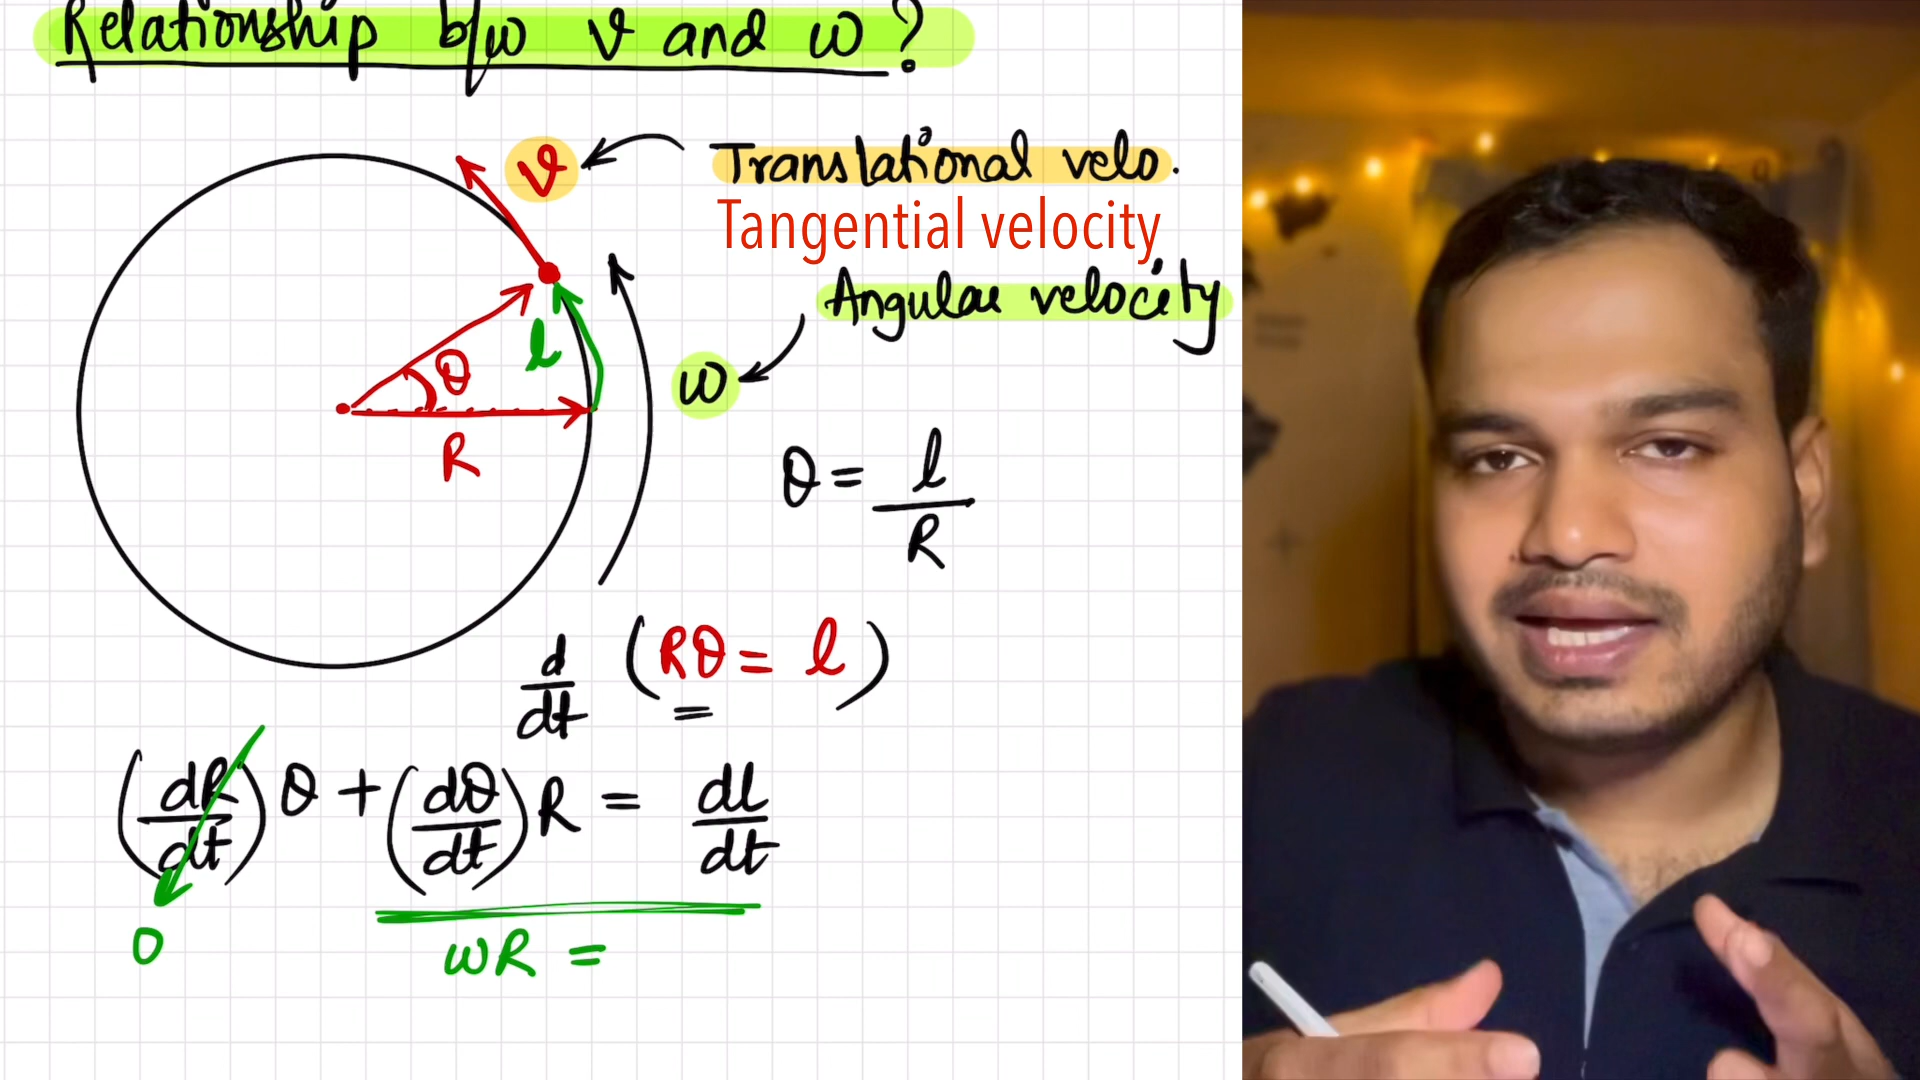 Relationship b/w v and ω ?
v
Translational velo.
Tangential velocity
Angular velocity
l
θ
ω
R
θ = l / R
d/dt (Rθ = l)
=
(dR/dt) θ + (dθ/dt) R = dl/dt
0
ωR =